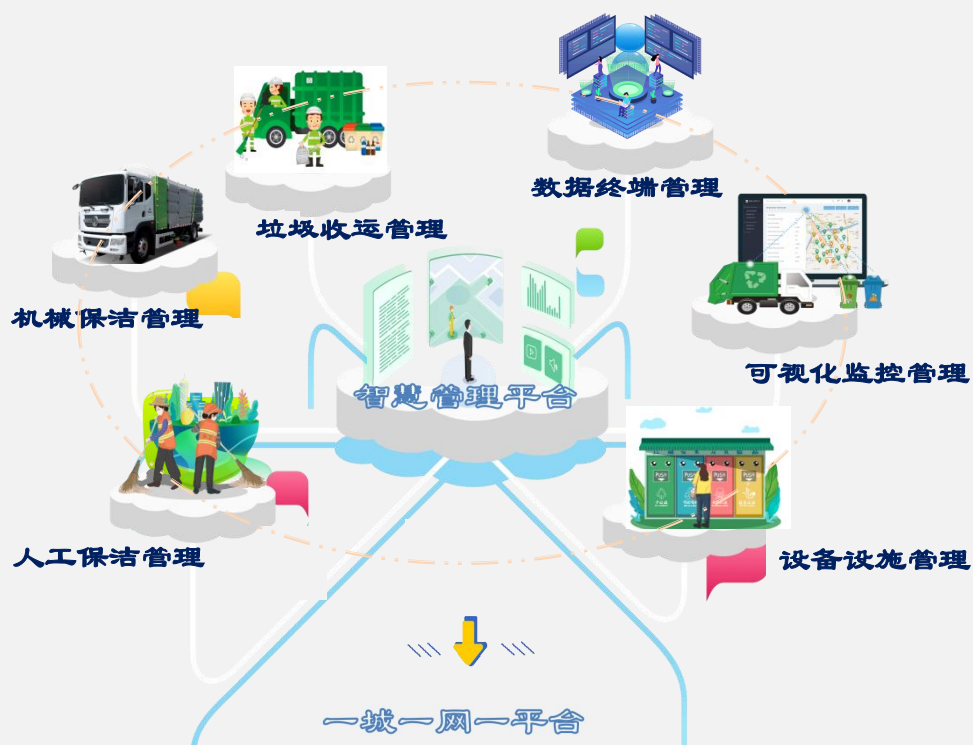 数据终端管理
垃圾收运管理
机械保洁管理
可视化监控管理
智慧管理平台
人工保洁管理
设备设施管理
一城一网一平台